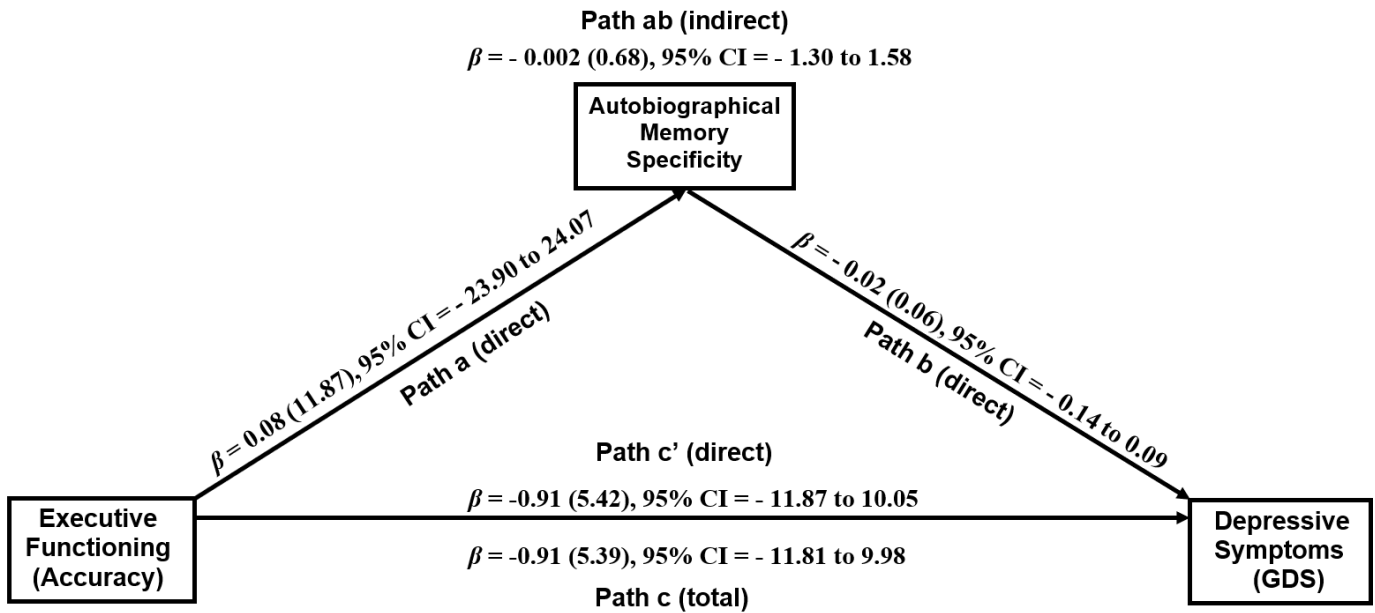 Path ab (indirect)
β = - 0.002 (0.68), 95% CI = - 1.30 to 1.58
Autobiographical
Memory
Specificity
β = 0.08 (11.87), 95% CI = - 23.90 to 24.07
Path a (direct)
β = - 0.02 (0.06), 95% CI = - 0.14 to 0.09
Path b (direct)
Path c’ (direct)
β = -0.91 (5.42), 95% CI = - 11.87 to 10.05
Executive
Functioning
(Accuracy)
Depressive
Symptoms
(GDS)
β = -0.91 (5.39), 95% CI = - 11.81 to 9.98
Path c (total)